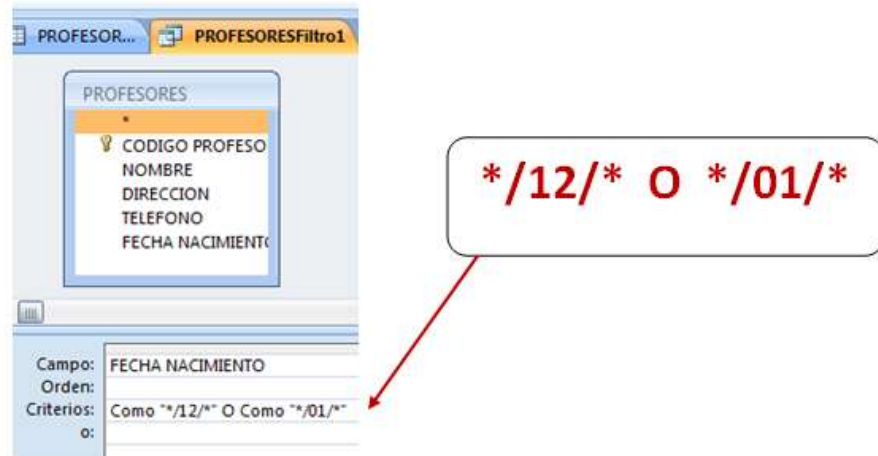 PROFESOR...
PROFESORESFiltro1
PROFESORES
*
CODIGO PROFESO
NOMBRE
DIRECCION
TELEFONO
FECHA NACIMIENT
*/12/* O */01/*
Campo: FECHA NACIMIENTO
Orden:
Criterios: Como "*/12/*" O Como "*/01/*"
o: